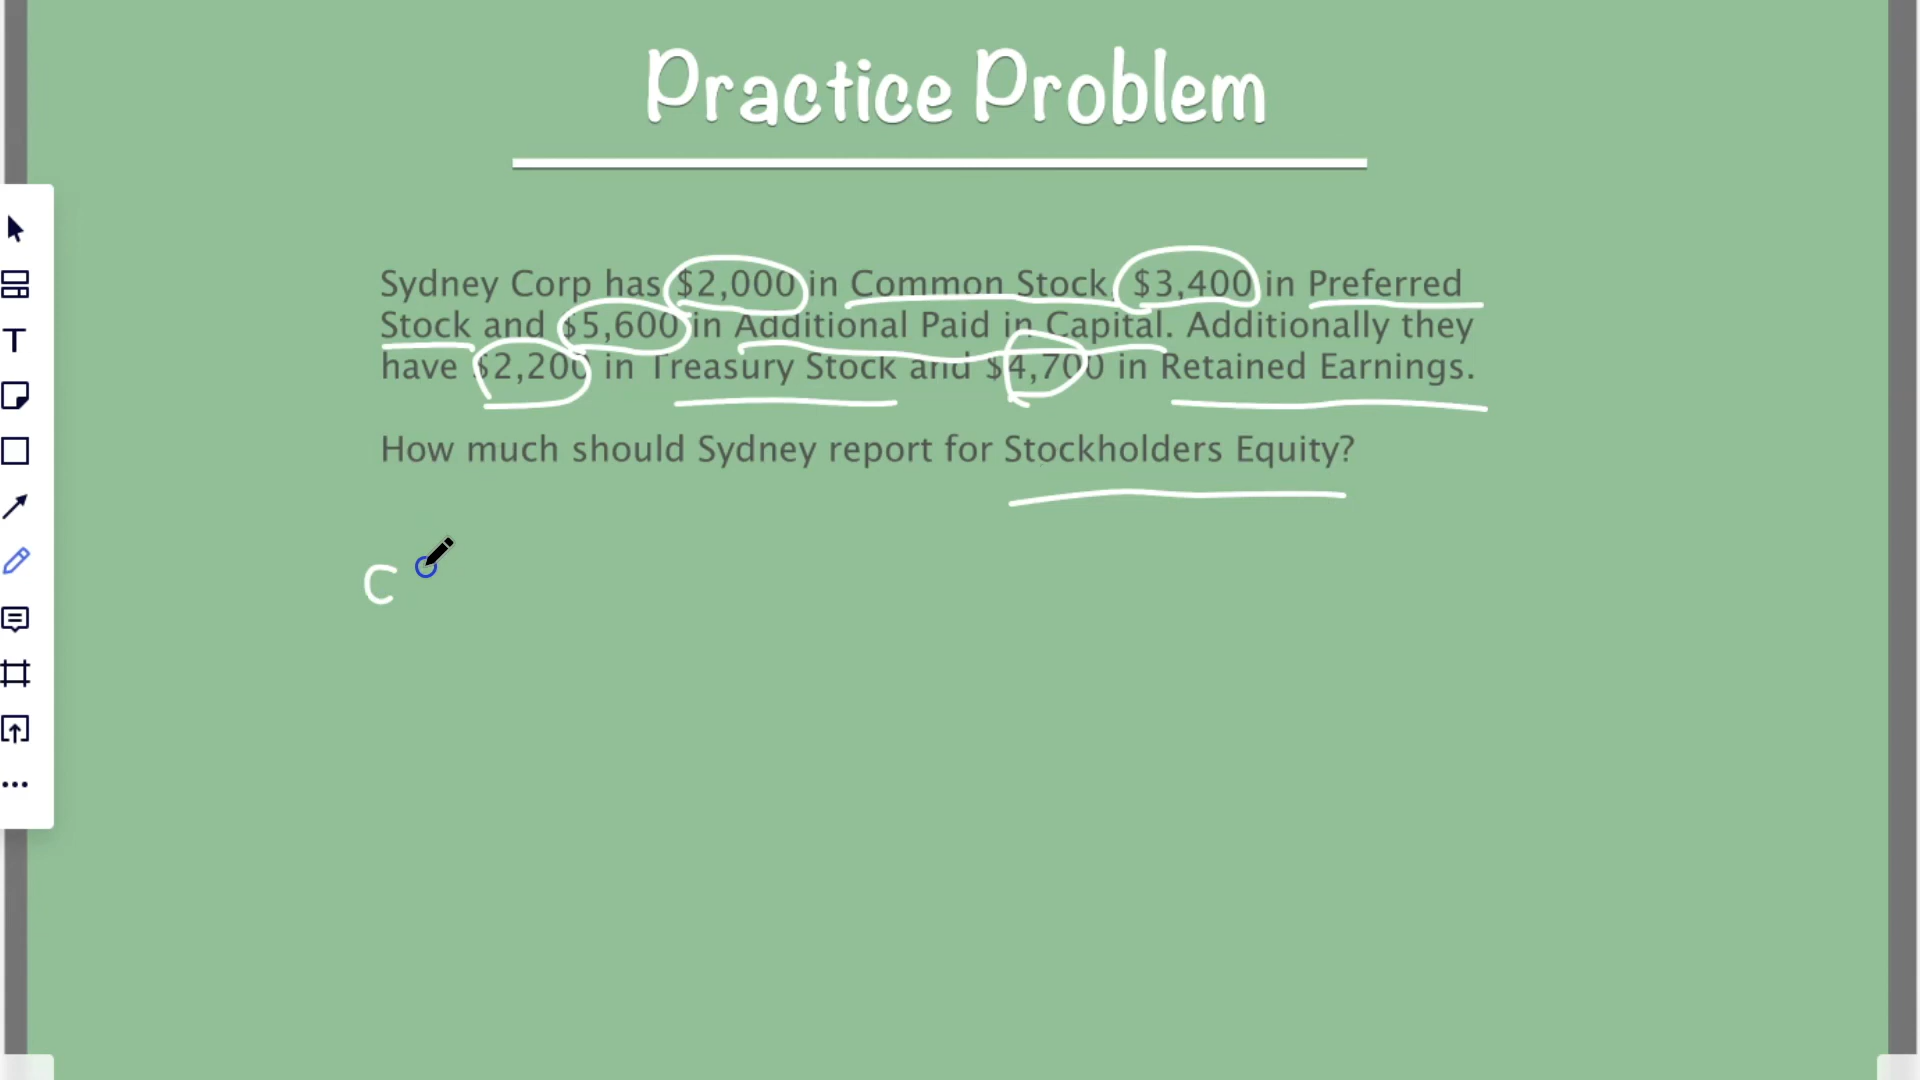 Practice Problem
Sydney Corp has $2,000 in Common Stock, $3,400 in Preferred
Stock and $5,600 in Additional Paid in Capital. Additionally they
have $2,200 in Treasury Stock and $4,700 in Retained Earnings.
How much should Sydney report for Stockholders Equity?
C
T